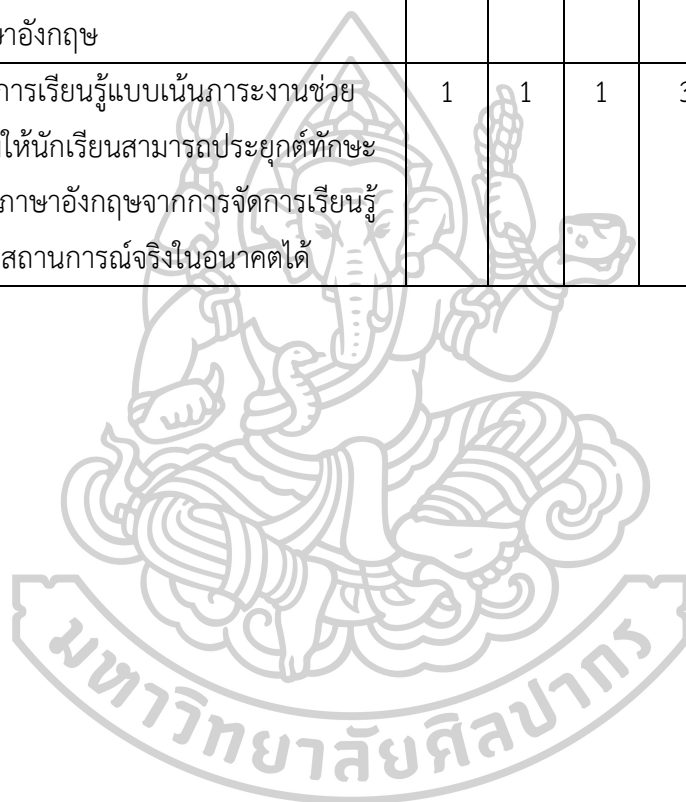 ษาอังกฤษ
การเรียนรู้แบบเน้นภาระงานช่วย 1 1 1 3
ให้นักเรียนสามารถประยุกต์ทักษะ
ภาษาอังกฤษจากการจัดการเรียนรู้
สถานการณ์จริงในอนาคตได้
มหาวิทยาลัยศิลปากร